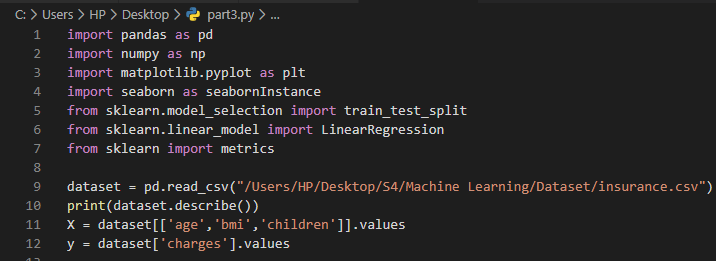 C: > Users > HP > Desktop > part3.py > ...
1 import pandas as pd
2 import numpy as np
3 import matplotlib.pyplot as plt
4 import seaborn as seabornInstance
5 from sklearn.model_selection import train_test_split
6 from sklearn.linear_model import LinearRegression
7 from sklearn import metrics
8
9 dataset = pd.read_csv("/Users/HP/Desktop/S4/Machine Learning/Dataset/insurance.csv")
10 print(dataset.describe())
11 X = dataset[['age','bmi','children']].values
12 y = dataset['charges'].values